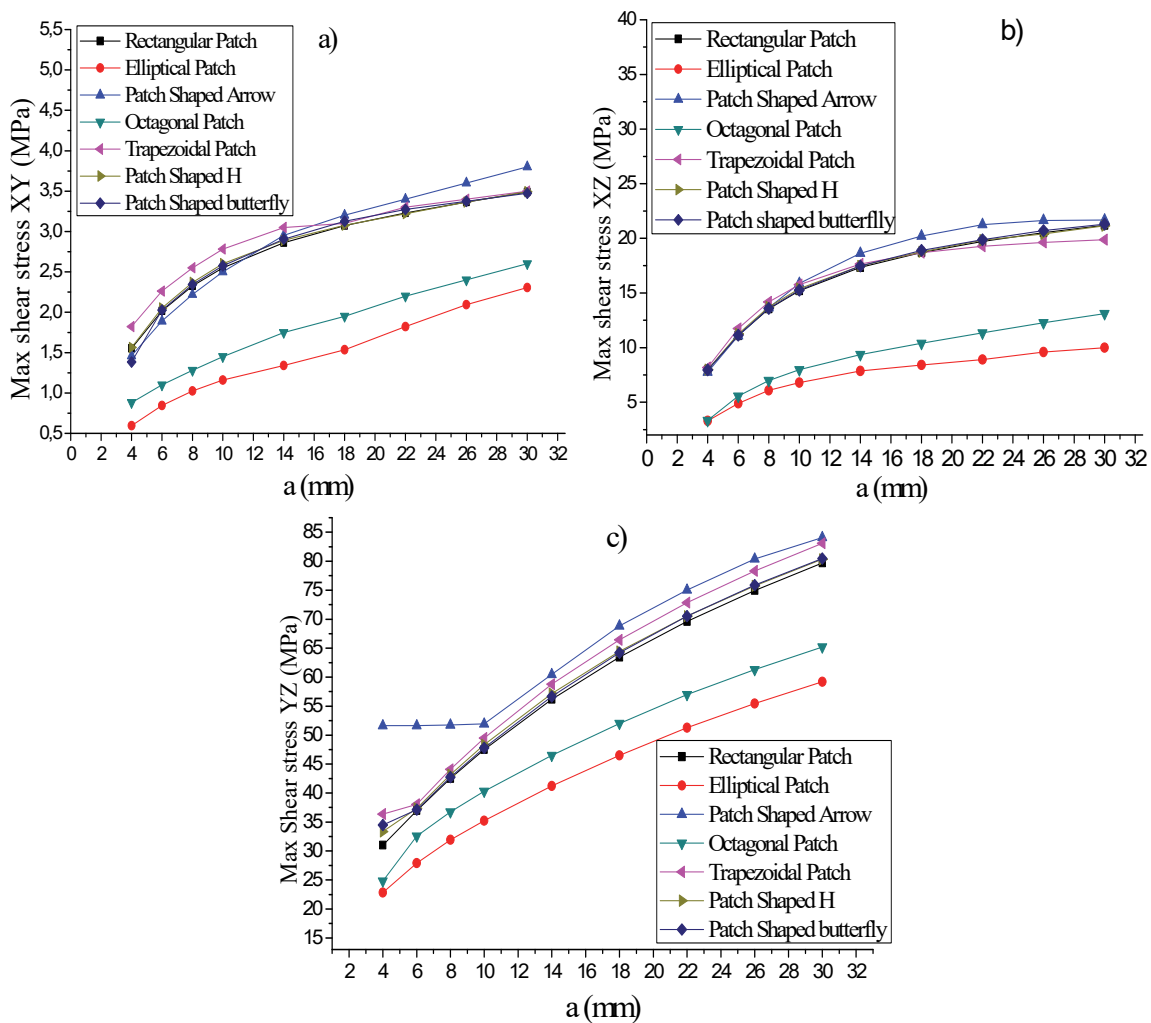 a)
Max shear stress XY (MPa)
5,5
5,0
4,5
4,0
3,5
3,0
2,5
2,0
1,5
1,0
0,5
Rectangular Patch
Elliptical Patch
Patch Shaped Arrow
Octagonal Patch
Trapezoidal Patch
Patch Shaped H
Patch Shaped butterfly
0 2 4 6 8 10 12 14 16 18 20 22 24 26 28 30 32
a (mm)
b)
Max shear stress XZ (MPa)
40
35
30
25
20
15
10
5
Rectangular Patch
Elliptical Patch
Patch Shaped Arrow
Octagonal Patch
Trapezoidal Patch
Patch Shaped H
Patch shaped butterflly
0 2 4 6 8 10 12 14 16 18 20 22 24 26 28 30 32
a (mm)
c)
Max Shear stress YZ (MPa)
85
80
75
70
65
60
55
50
45
40
35
30
25
20
15
Rectangular Patch
Elliptical Patch
Patch Shaped Arrow
Octagonal Patch
Trapezoidal Patch
Patch Shaped H
Patch Shaped butterfly
2 4 6 8 10 12 14 16 18 20 22 24 26 28 30 32
a (mm)